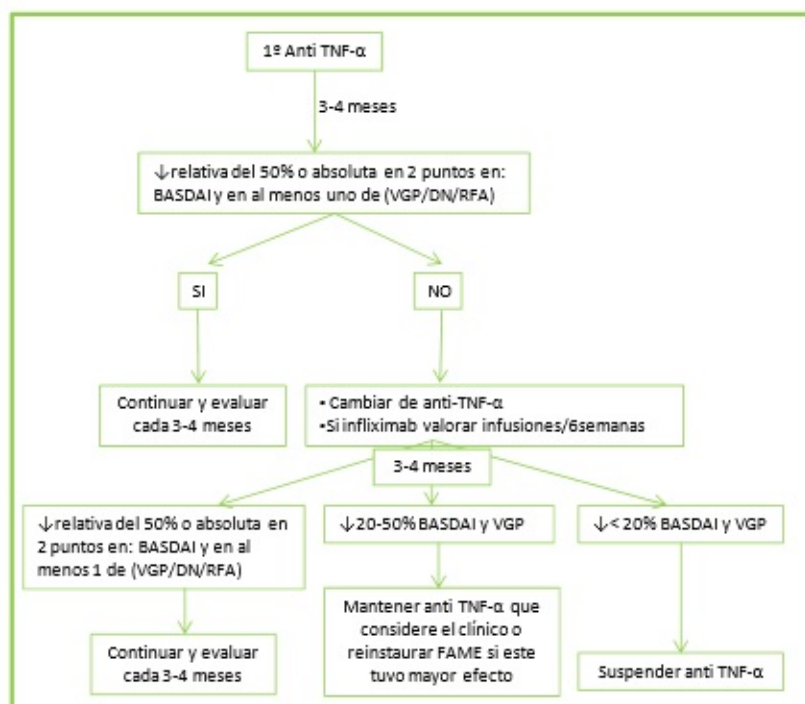 1º Anti TNF-α
3-4 meses
↓relativa del 50% o absoluta en 2 puntos en:
BASDAI y en al menos uno de (VGP/DN/RFA)
SI
NO
Continuar y evaluar
cada 3-4 meses
▪ Cambiar de anti-TNF-α
▪Si infliximab valorar infusiones/6semanas
3-4 meses
↓relativa del 50% o absoluta en
2 puntos en: BASDAI y en al
menos 1 de (VGP/DN/RFA)
↓20-50% BASDAI y VGP
↓< 20% BASDAI y VGP
Continuar y evaluar
cada 3-4 meses
Mantener anti TNF-α que
considere el clínico o
reinstaurar FAME si este
tuvo mayor efecto
Suspender anti TNF-α